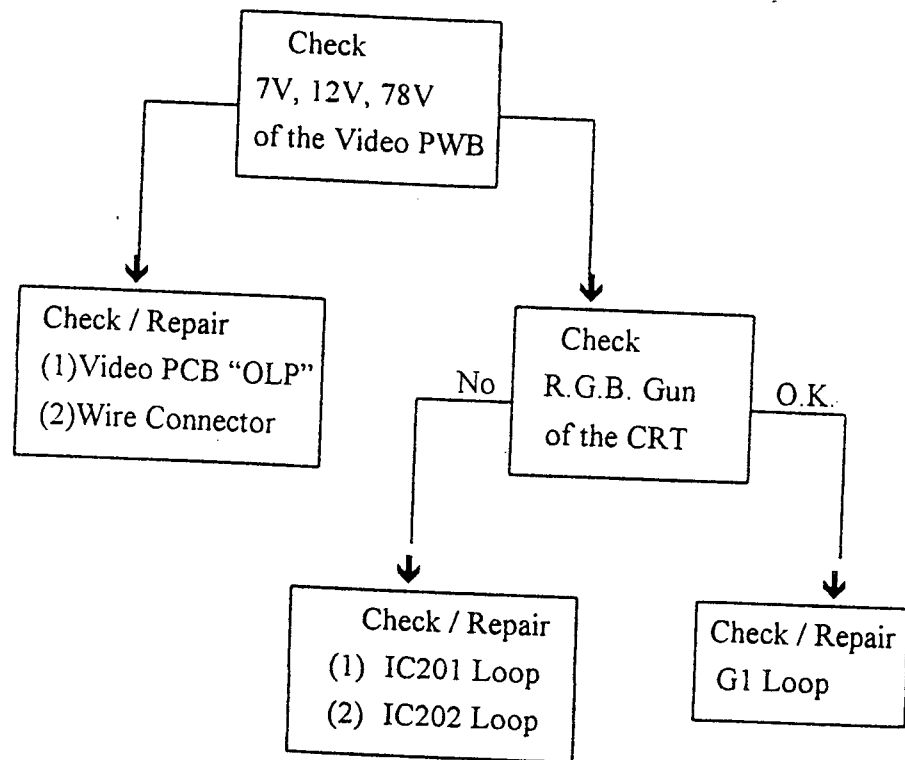 Check
7V, 12V, 78V
of the Video PWB
Check / Repair
(1)Video PCB “OLP”
(2)Wire Connector
Check
R.G.B. Gun
of the CRT
No
O.K.
Check / Repair
(1) IC201 Loop
(2) IC202 Loop
Check / Repair
G1 Loop